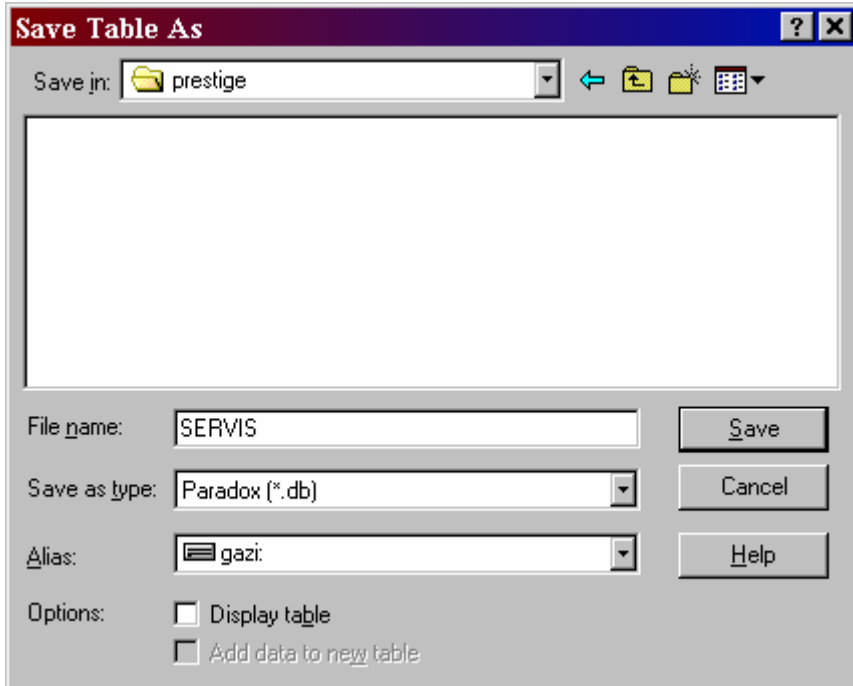 Save Table As
Save in: prestige
File name: SERVIS Save
Save as type: Paradox (*.db) Cancel
Alias: gazi: Help
Options: Display table
Add data to new table